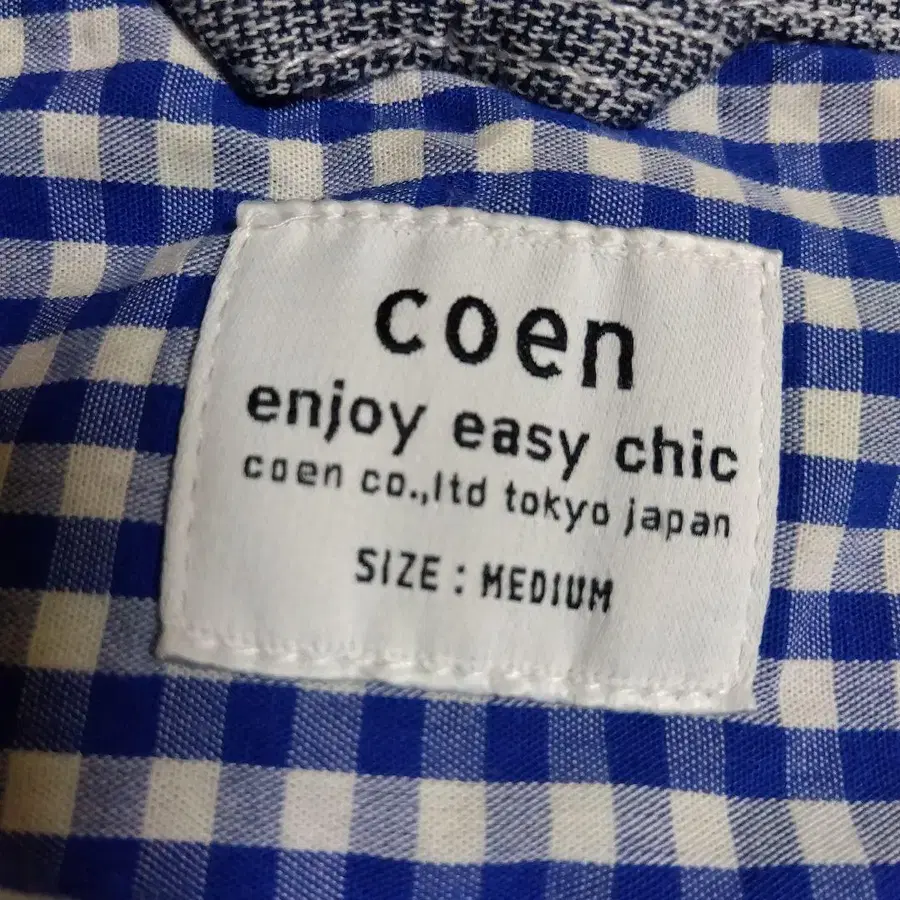 coen
enjoy easy chic
coen co.,ltd tokyo japan
SIZE : MEDIUM